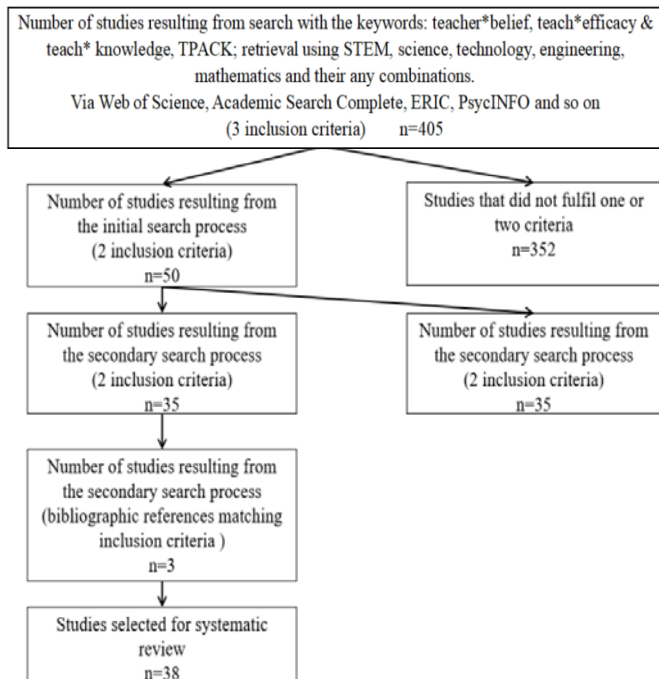 Number of studies resulting from search with the keywords: teacher*belief, teach*efficacy &
teach* knowledge, TPACK; retrieval using STEM, science, technology, engineering,
mathematics and their any combinations.
Via Web of Science, Academic Search Complete, ERIC, PsycINFO and so on
(3 inclusion criteria) n=405
Number of studies resulting from
the initial search process
(2 inclusion criteria)
n=50
Studies that did not fulfil one or
two criteria
n=352
Number of studies resulting from
the secondary search process
(2 inclusion criteria)
n=35
Number of studies resulting from
the secondary search process
(2 inclusion criteria)
n=35
Number of studies resulting from
the secondary search process
(bibliographic references matching
inclusion criteria )
n=3
Studies selected for systematic
review
n=38